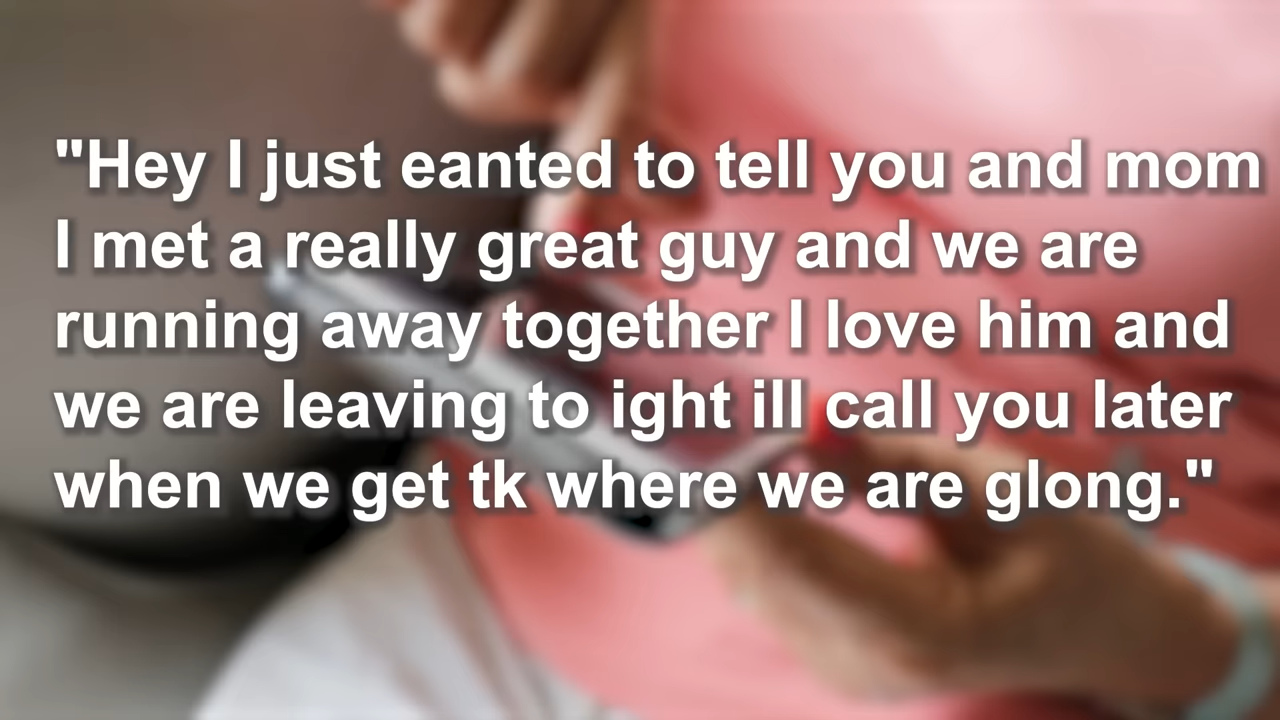 "Hey I just eanted to tell you and mom
I met a really great guy and we are
running away together I love him and
we are leaving to ight ill call you later
when we get tk where we are glong."